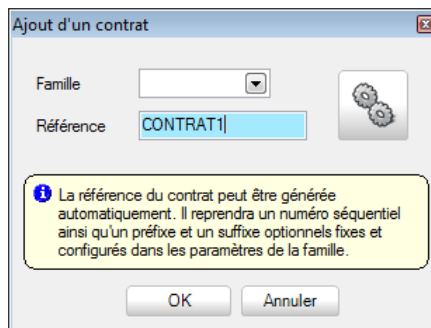 Ajout d'un contrat
Famille
Référence
CONTRAT1
La référence du contrat peut être générée
automatiquement. Il reprendra un numéro séquentiel
ainsi qu'un préfixe et un suffixe optionnels fixes et
configurés dans les paramètres de la famille.
OK
Annuler